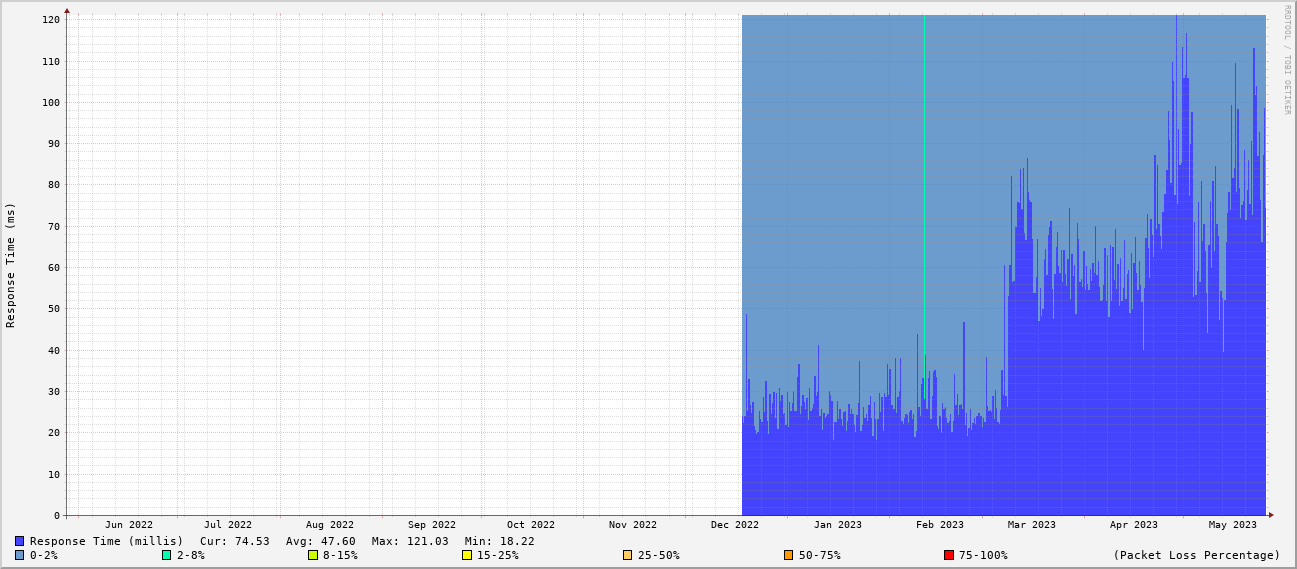 RRDTOOL / TOBI OETIKER
Response Time (ms)
120
110
100
90
80
70
60
50
40
30
20
10
0
Jun 2022 Jul 2022 Aug 2022 Sep 2022 Oct 2022 Nov 2022 Dec 2022 Jan 2023 Feb 2023 Mar 2023 Apr 2023 May 2023
Response Time (millis) Cur: 74.53 Avg: 47.60 Max: 121.03 Min: 18.22
0-2% 2-8% 8-15% 15-25% 25-50% 50-75% 75-100% (Packet Loss Percentage)